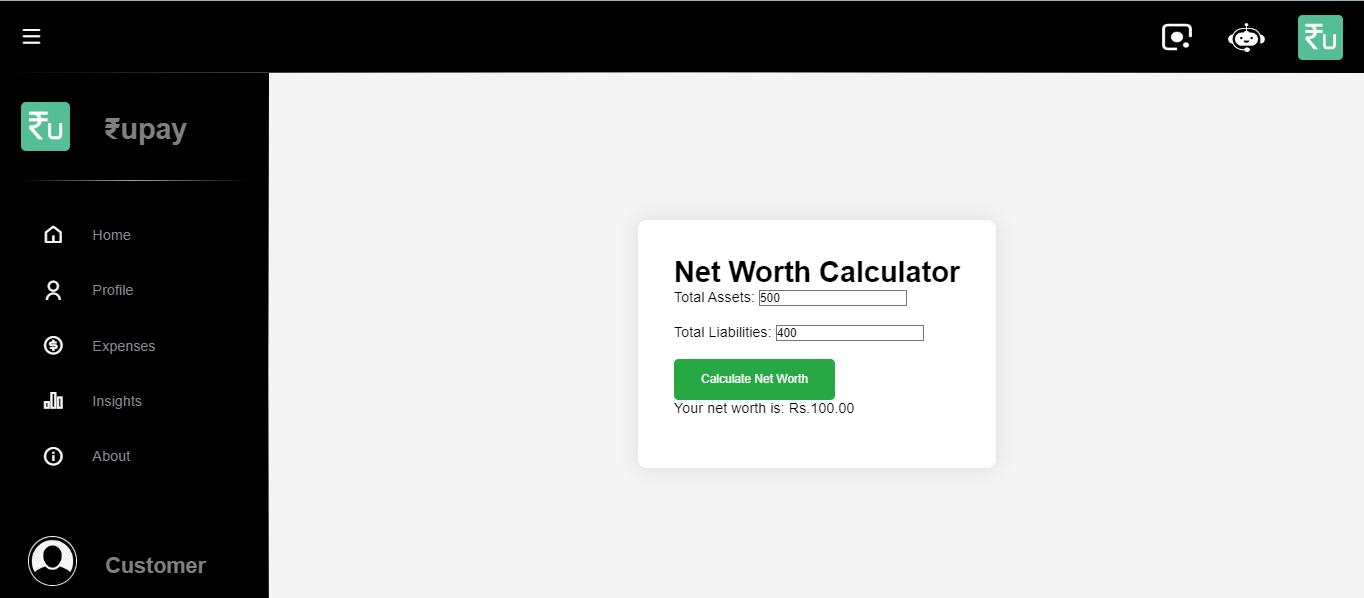 ₹u
₹u
₹upay
Home
Profile
Expenses
Insights
About
Customer
Net Worth Calculator
Total Assets: 500
Total Liabilities: 400
Calculate Net Worth
Your net worth is: Rs.100.00